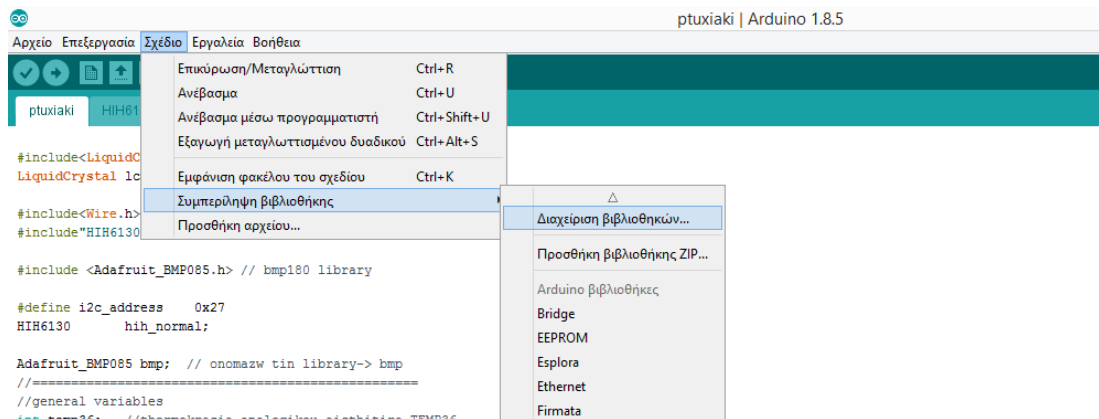 ptuxiaki | Arduino 1.8.5
Αρχείο Επεξεργασία Σχέδιο Εργαλεία Βοήθεια
Επικύρωση/Μεταγλώττιση Ctrl+R
Ανέβασμα Ctrl+U
Ανέβασμα μέσω προγραμματιστή Ctrl+Shift+U
Εξαγωγή μεταγλωττισμένου δυαδικού Ctrl+Alt+S
Εμφάνιση φακέλου του σχεδίου Ctrl+K
Συμπερίληψη βιβλιοθήκης
Προσθήκη αρχείου...
Διαχείριση βιβλιοθηκών...
Προσθήκη βιβλιοθήκης ZIP...
Arduino βιβλιοθήκες
Bridge
EEPROM
Esplora
Ethernet
Firmata
ptuxiaki HIH61
#include<LiquidC
LiquidCrystal lc
#include<Wire.h>
#include"HIH6130
#include <Adafruit_BMP085.h> // bmp180 library
#define i2c_address 0x27
HIH6130 hih_normal;
Adafruit_BMP085 bmp; // onomazw tin library-> bmp
//==================================================
//general variables